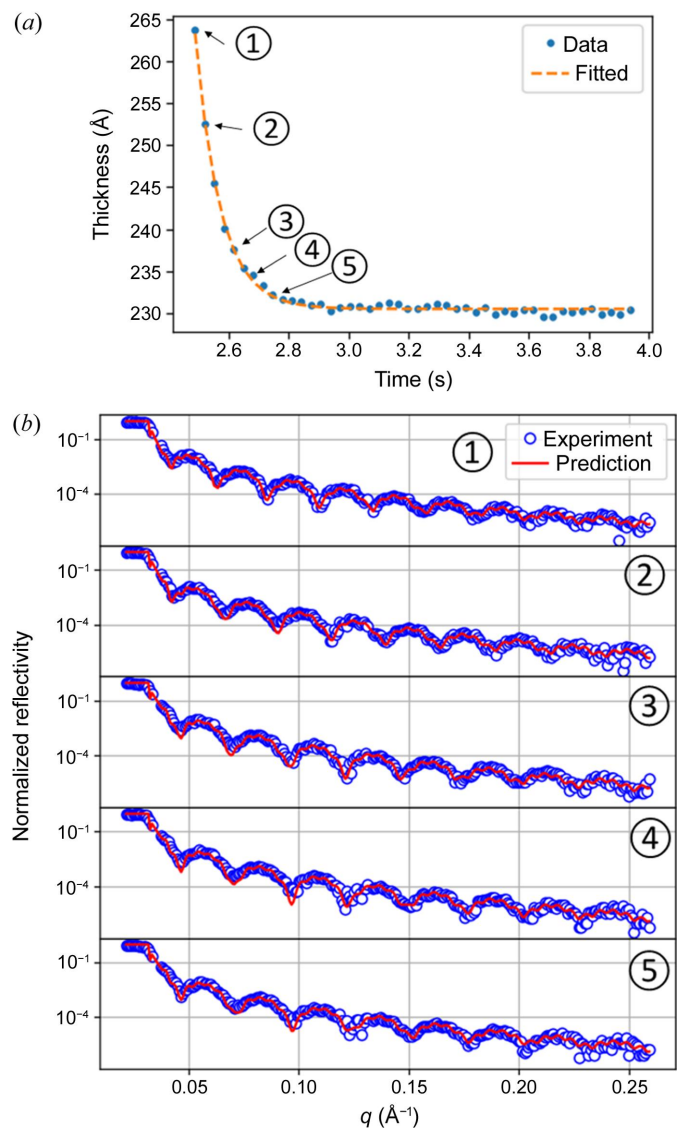 (a)
265
260
255
250
245
240
235
230
Thickness (Å)
①
②
③
④
⑤
Data
Fitted
2.6 2.8 3.0 3.2 3.4 3.6 3.8 4.0
Time (s)
(b)
Normalized reflectivity
10⁻¹
10⁻⁴
①
Experiment
Prediction
10⁻¹
10⁻⁴
②
10⁻¹
10⁻⁴
③
10⁻¹
10⁻⁴
④
10⁻¹
10⁻⁴
⑤
0.05 0.10 0.15 0.20 0.25
q (Å⁻¹)